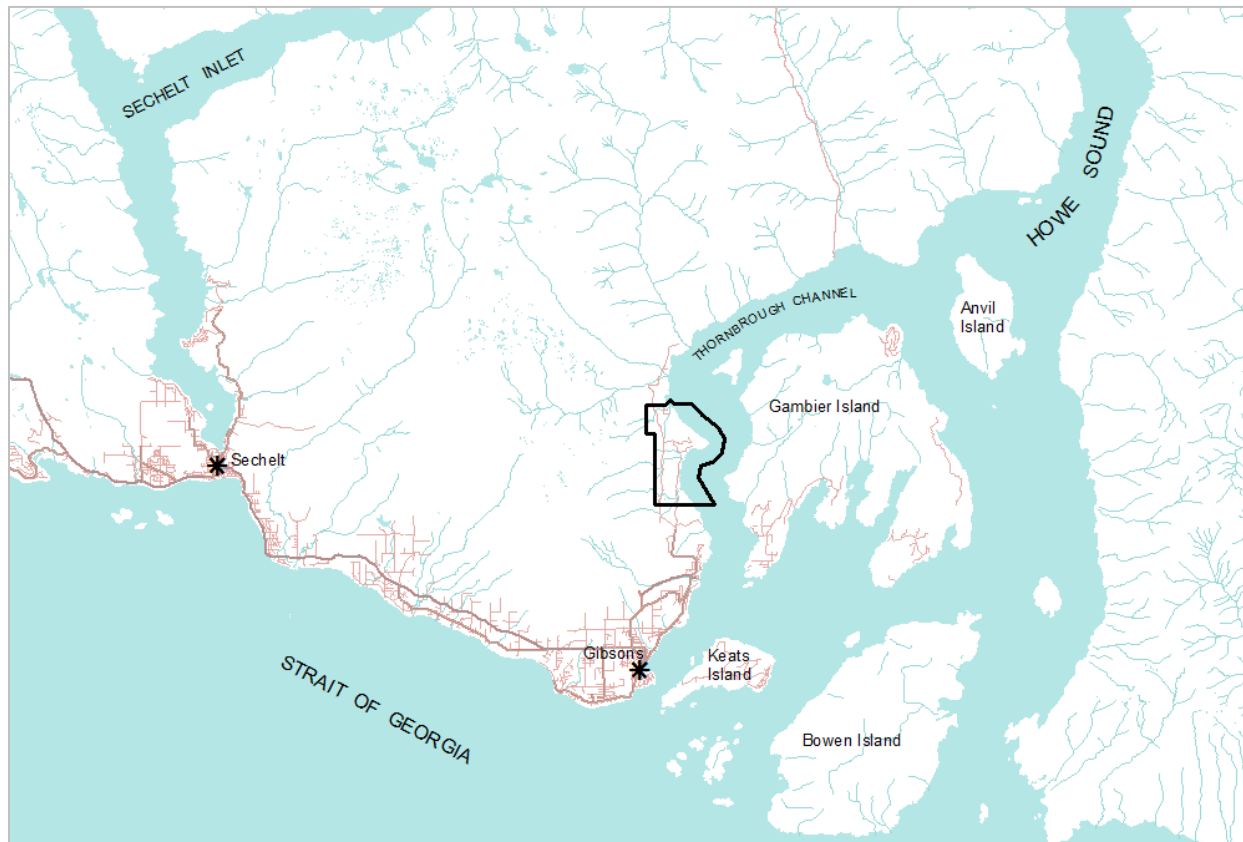 SECHELT INLET
HOWE SOUND
THORNBROUGH CHANNEL
Anvil
Island
Gambier Island
Sechelt
Gibsons
Keats
Island
STRAIT OF GEORGIA
Bowen Island